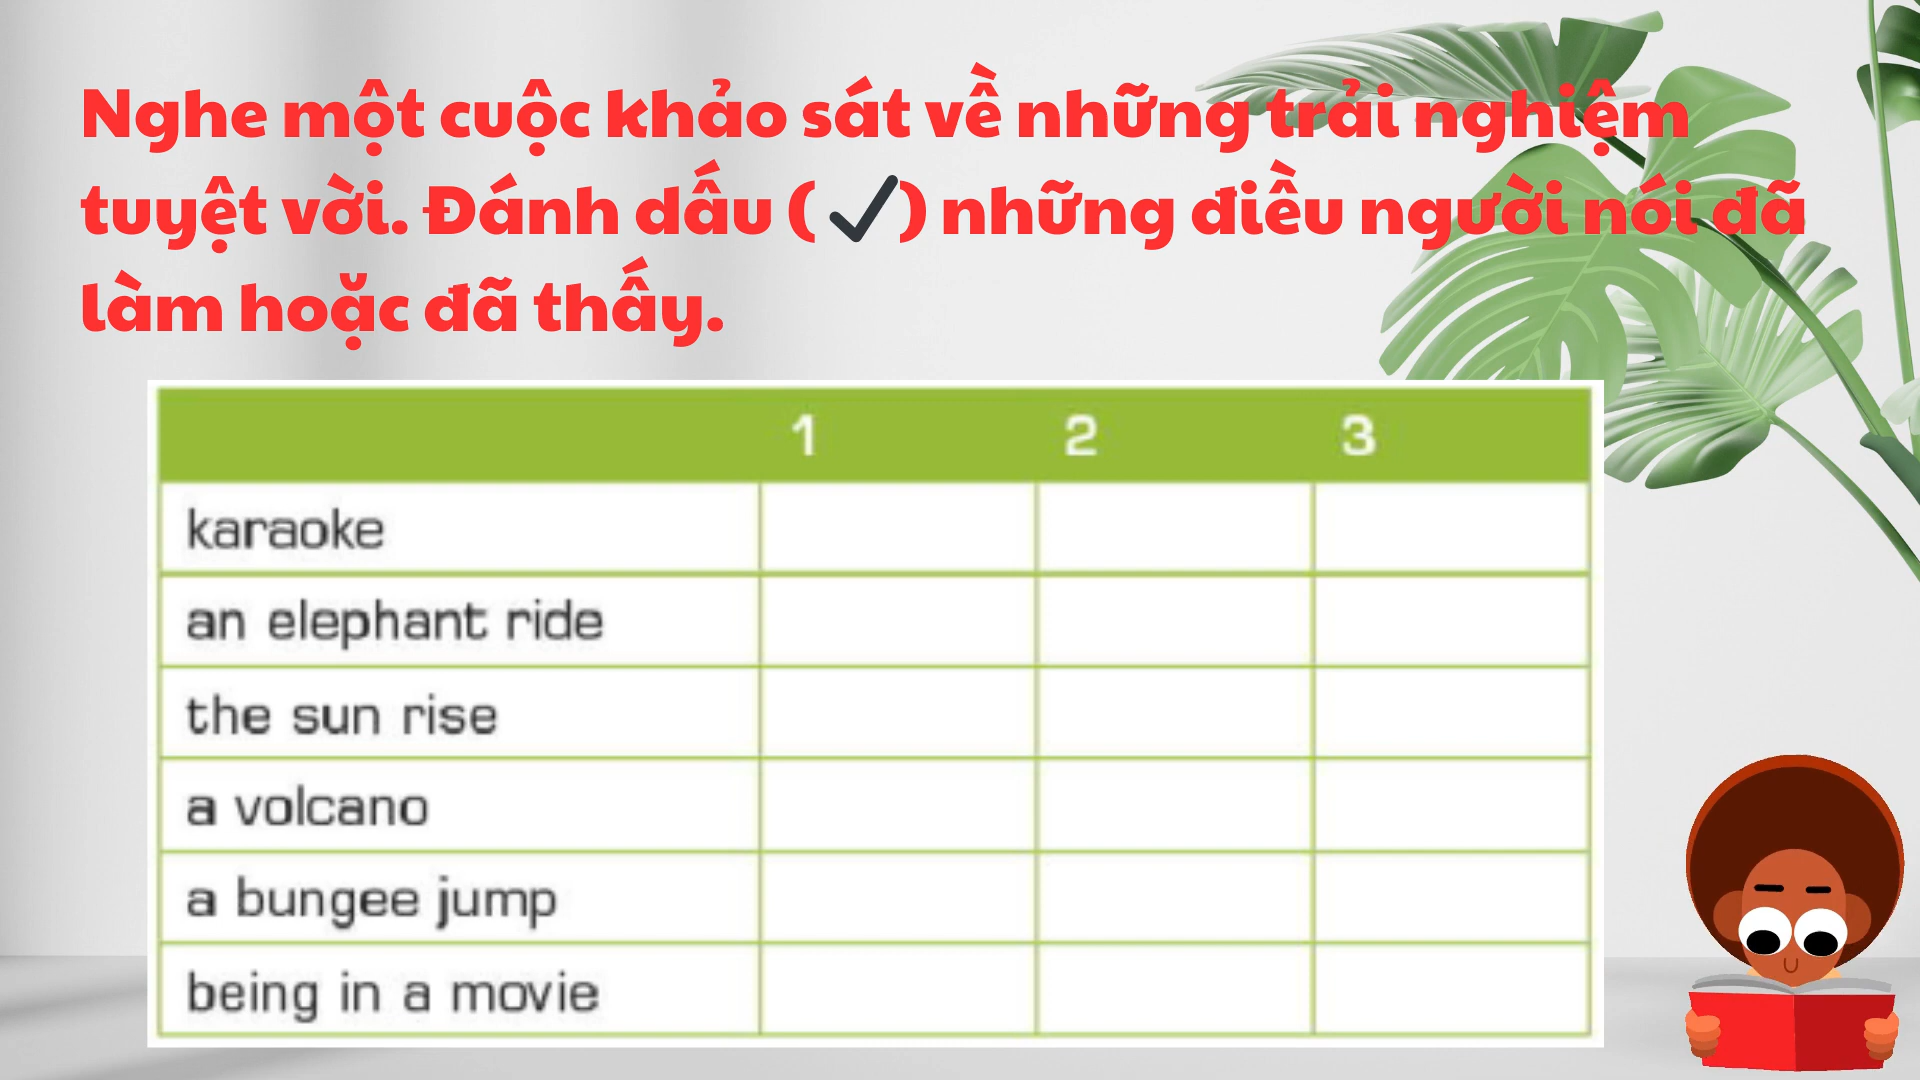 Nghe một cuộc khảo sát về những trải nghiệm
tuyệt vời. Đánh dấu ( ✓) những điều người nói đã
làm hoặc đã thấy.
1 2 3
karaoke
an elephant ride
the sun rise
a volcano
a bungee jump
being in a movie